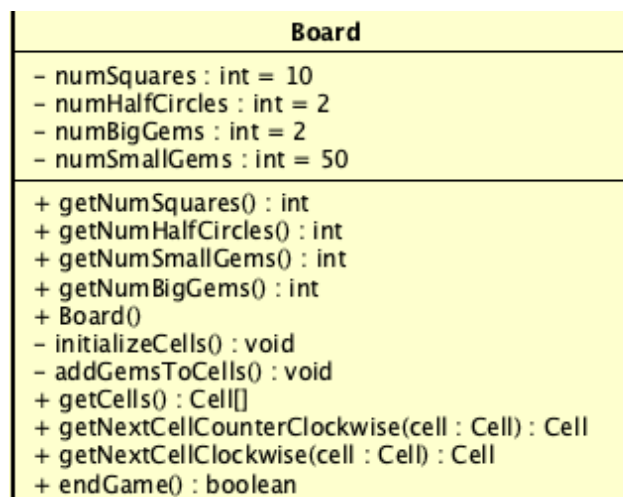 Board
- numSquares : int = 10
- numHalfCircles : int = 2
- numBigGems : int = 2
- numSmallGems : int = 50
+ getNumSquares() : int
+ getNumHalfCircles() : int
+ getNumSmallGems() : int
+ getNumBigGems() : int
+ Board()
- initializeCells() : void
- addGemsToCells() : void
+ getCells() : Cell[]
+ getNextCellCounterClockwise(cell : Cell) : Cell
+ getNextCellClockwise(cell : Cell) : Cell
+ endGame() : boolean